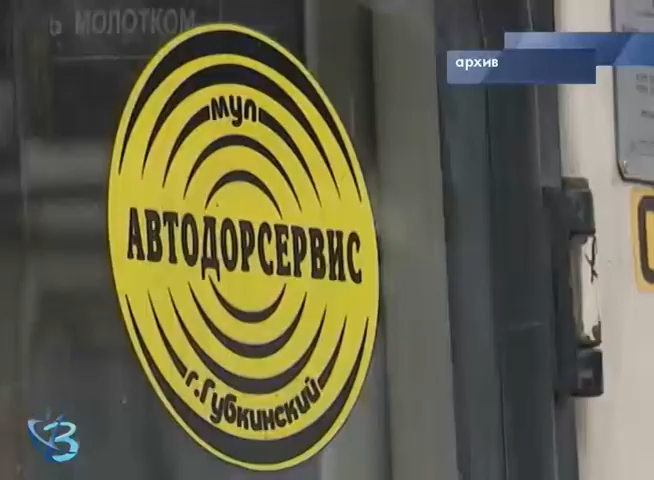 ь молотком
архив
муп
АВТОДОРСЕРВИС
г.Губкинский